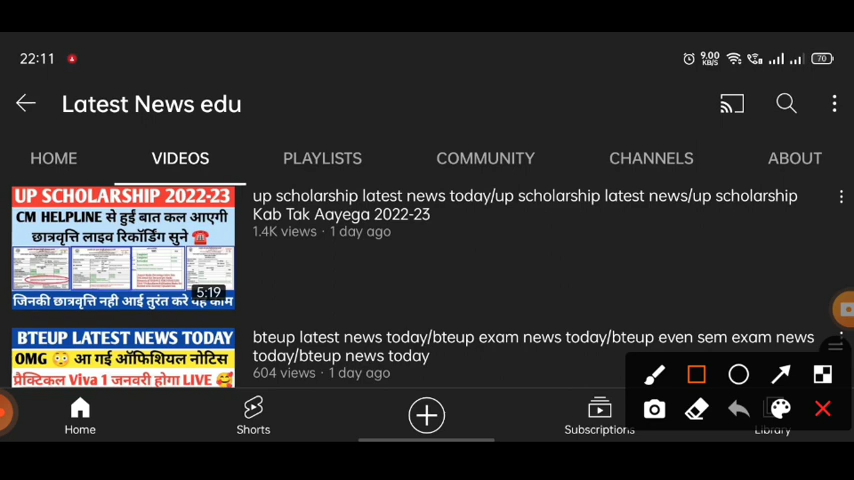 22:11
9.00 KB/S
70
Latest News edu
HOME VIDEOS PLAYLISTS COMMUNITY CHANNELS ABOUT
UP SCHOLARSHIP 2022-23
CM HELPLINE से हुई बात कल आएगी
छात्रवृत्ति लाइव रिकॉर्डिंग सुने
5:19
जिनकी छात्रवृत्ति नही आई तुरंत करे यह काम
up scholarship latest news today/up scholarship latest news/up scholarship
Kab Tak Aayega 2022-23
1.4K views · 1 day ago
BTEUP LATEST NEWS TODAY
OMG 😳 आ गई ऑफिशियल नोटिस
प्रैक्टिकल Viva 1 जनवरी होगा LIVE 🥰
bteup latest news today/bteup exam news today/bteup even sem exam news
today/bteup news today
604 views · 1 day ago
Home Shorts Subscriptions Library